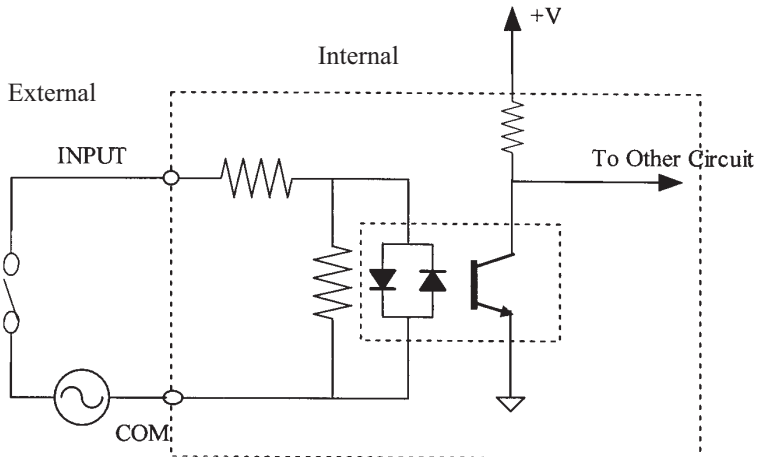 +V
Internal
External
INPUT
To Other Circuit
COM